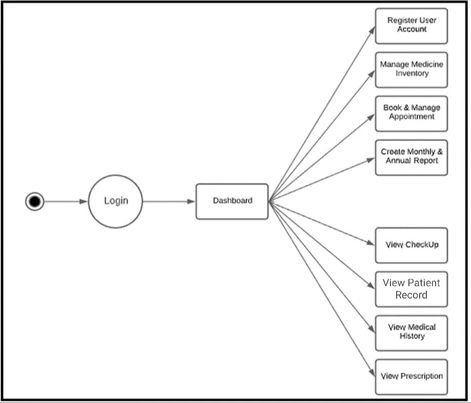 Register User
Account
Manage Medicine
Inventory
Book & Manage
Appointment
Create Monthly &
Annual Report
Login
Dashboard
View CheckUp
View Patient
Record
View Medical
History
View Prescription